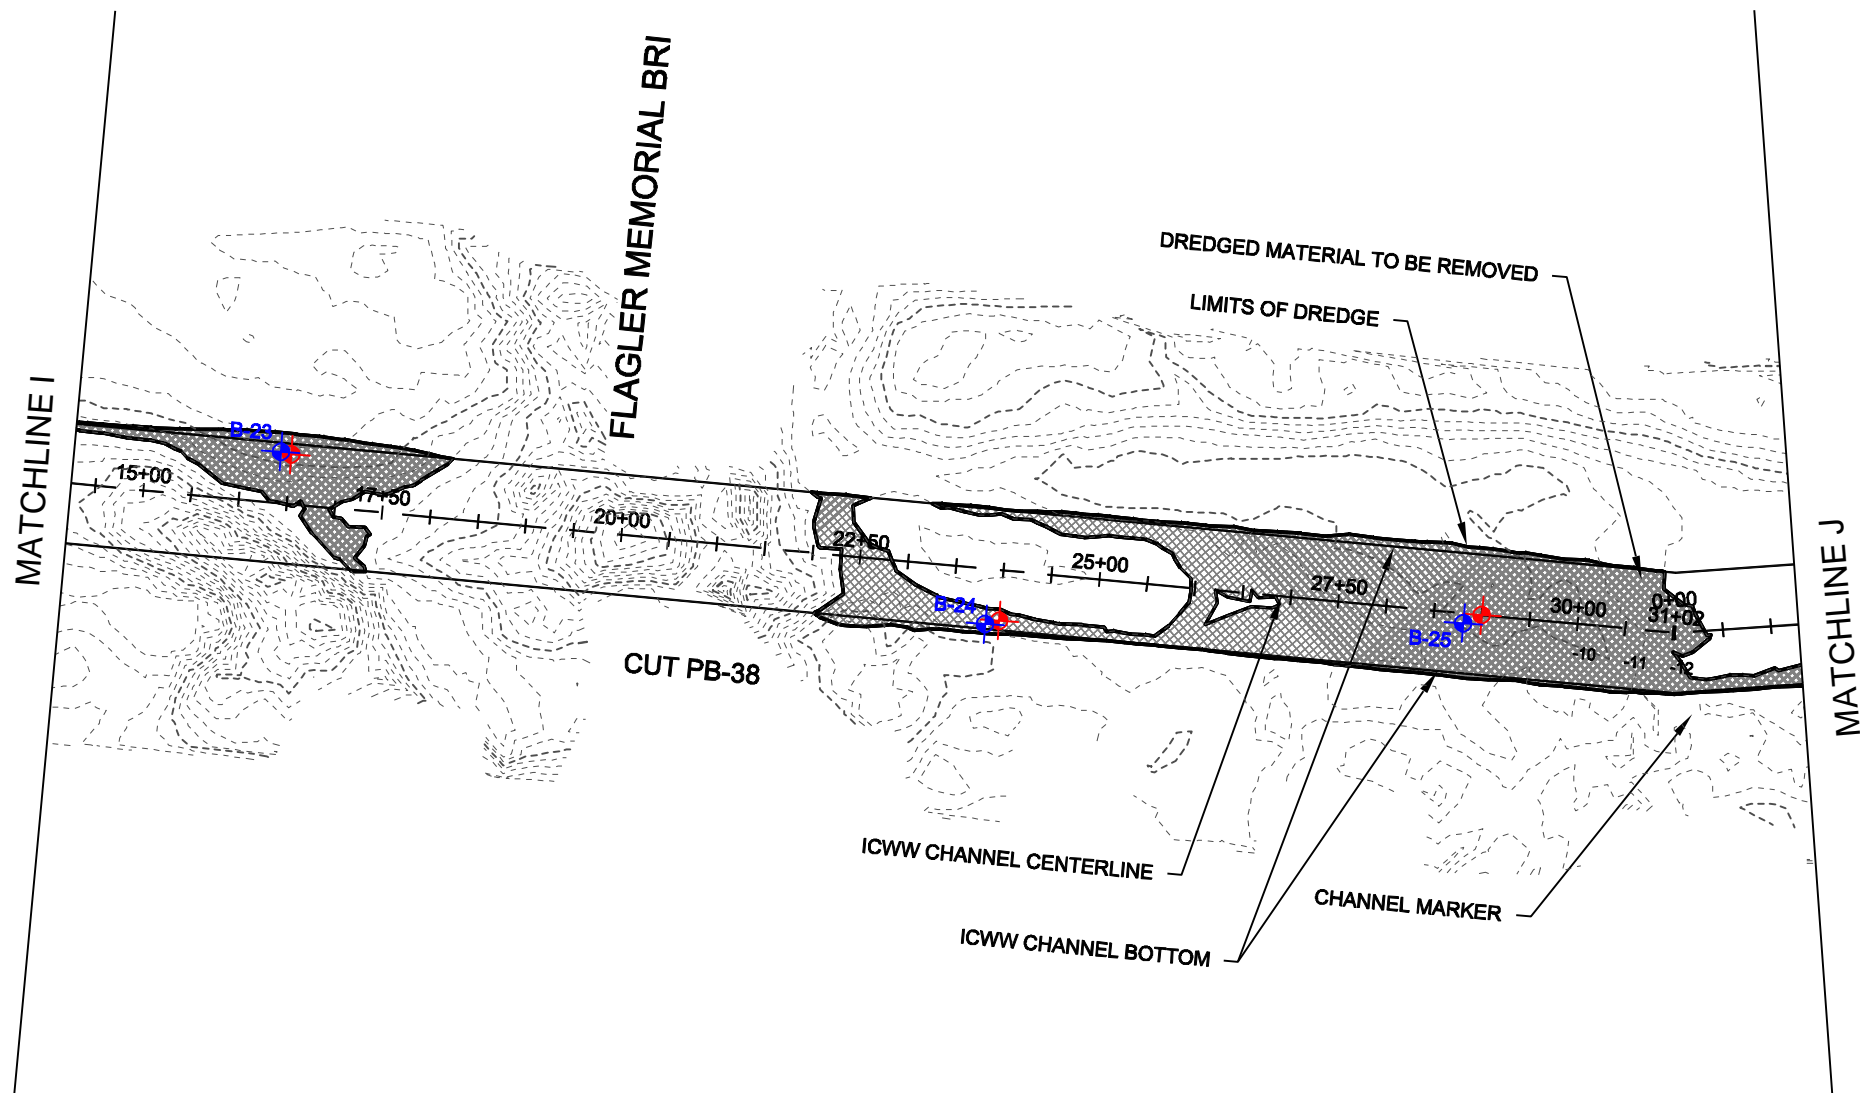 FLAGLER MEMORIAL BRI
DREDGED MATERIAL TO BE REMOVED
LIMITS OF DREDGE
MATCHLINE I
B-23
15+00
17+50
20+00
22+50
25+00
27+50
30+00
0+00
31+02
B-24
B-25
-10
-11
-12
MATCHLINE J
CUT PB-38
ICWW CHANNEL CENTERLINE
CHANNEL MARKER
ICWW CHANNEL BOTTOM